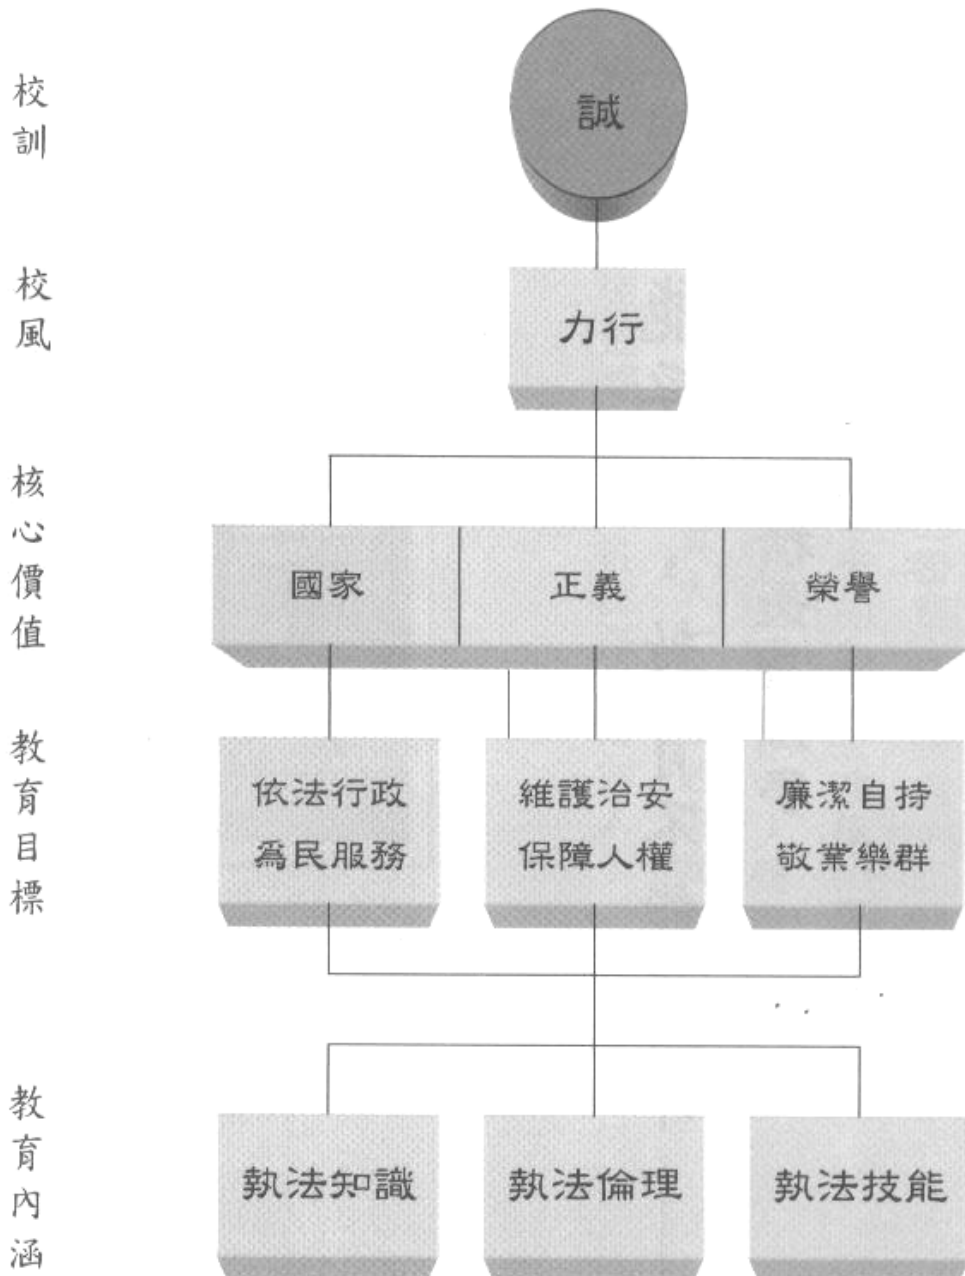 校訓
誠
校風
力行
核心價值
國家
正義
榮譽
教育目標
依法行政
為民服務
維護治安
保障人權
廉潔自持
敬業樂群
教育內涵
執法知識
執法倫理
執法技能